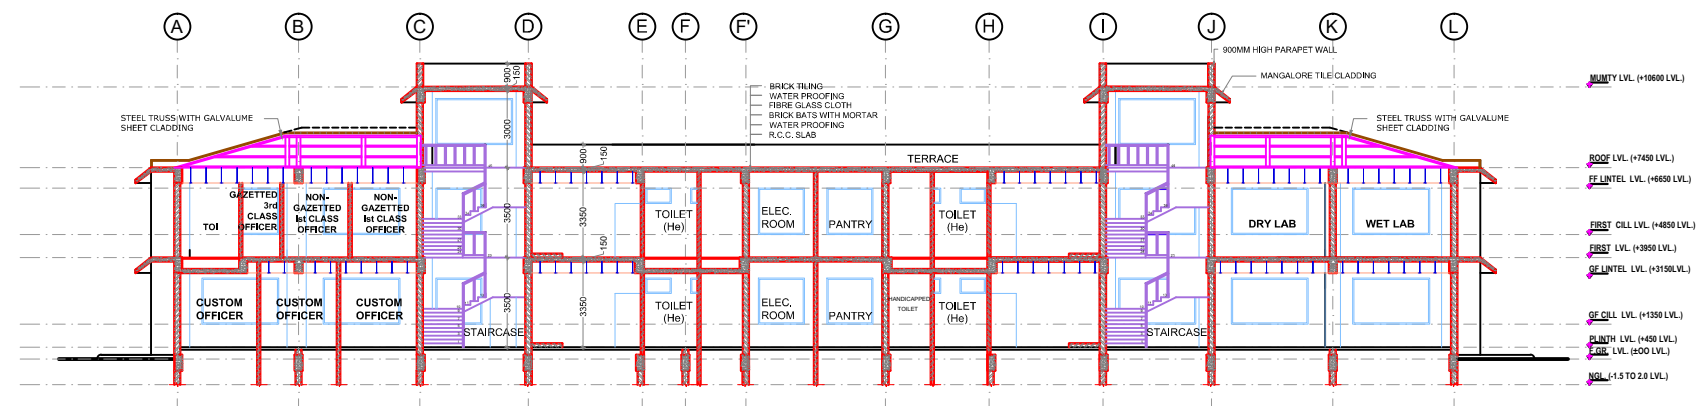 A B C D E F F' G H I J K L
900MM HIGH PARAPET WALL
MANGALORE TILE CLADDING
MUMTY LVL. (+10600 LVL.)
900
150
3000
BRICK TILING
WATER PROOFING
FIBRE GLASS CLOTH
BRICK BATS WITH MORTAR
WATER PROOFING
R.C.C. SLAB
STEEL TRUSS WITH GALVALUME
SHEET CLADDING
STEEL TRUSS WITH GALVALUME
SHEET CLADDING
900
150
TERRACE
ROOF LVL. (+7450 LVL.)
FF LINTEL LVL. (+6650 LVL.)
TOI
GAZETTED
3rd
CLASS
OFFICER
NON-
GAZETTED
Ist CLASS
OFFICER
NON-
GAZETTED
Ist CLASS
OFFICER
3500
3350
150
TOILET
(He)
ELEC.
ROOM
PANTRY
TOILET
(He)
DRY LAB
WET LAB
FIRST CILL LVL. (+4850 LVL.)
FIRST LVL. (+3950 LVL.)
GF LINTEL LVL. (+3150LVL.)
CUSTOM
OFFICER
CUSTOM
OFFICER
CUSTOM
OFFICER
3500
3350
STAIRCASE
TOILET
(He)
ELEC.
ROOM
PANTRY
HANDICAPPED
TOILET
TOILET
(He)
STAIRCASE
GF CILL LVL. (+1350 LVL.)
PLINTH LVL. (+450 LVL.)
F.GR. LVL. (±OO LVL.)
NGL. (-1.5 TO 2.0 LVL.)